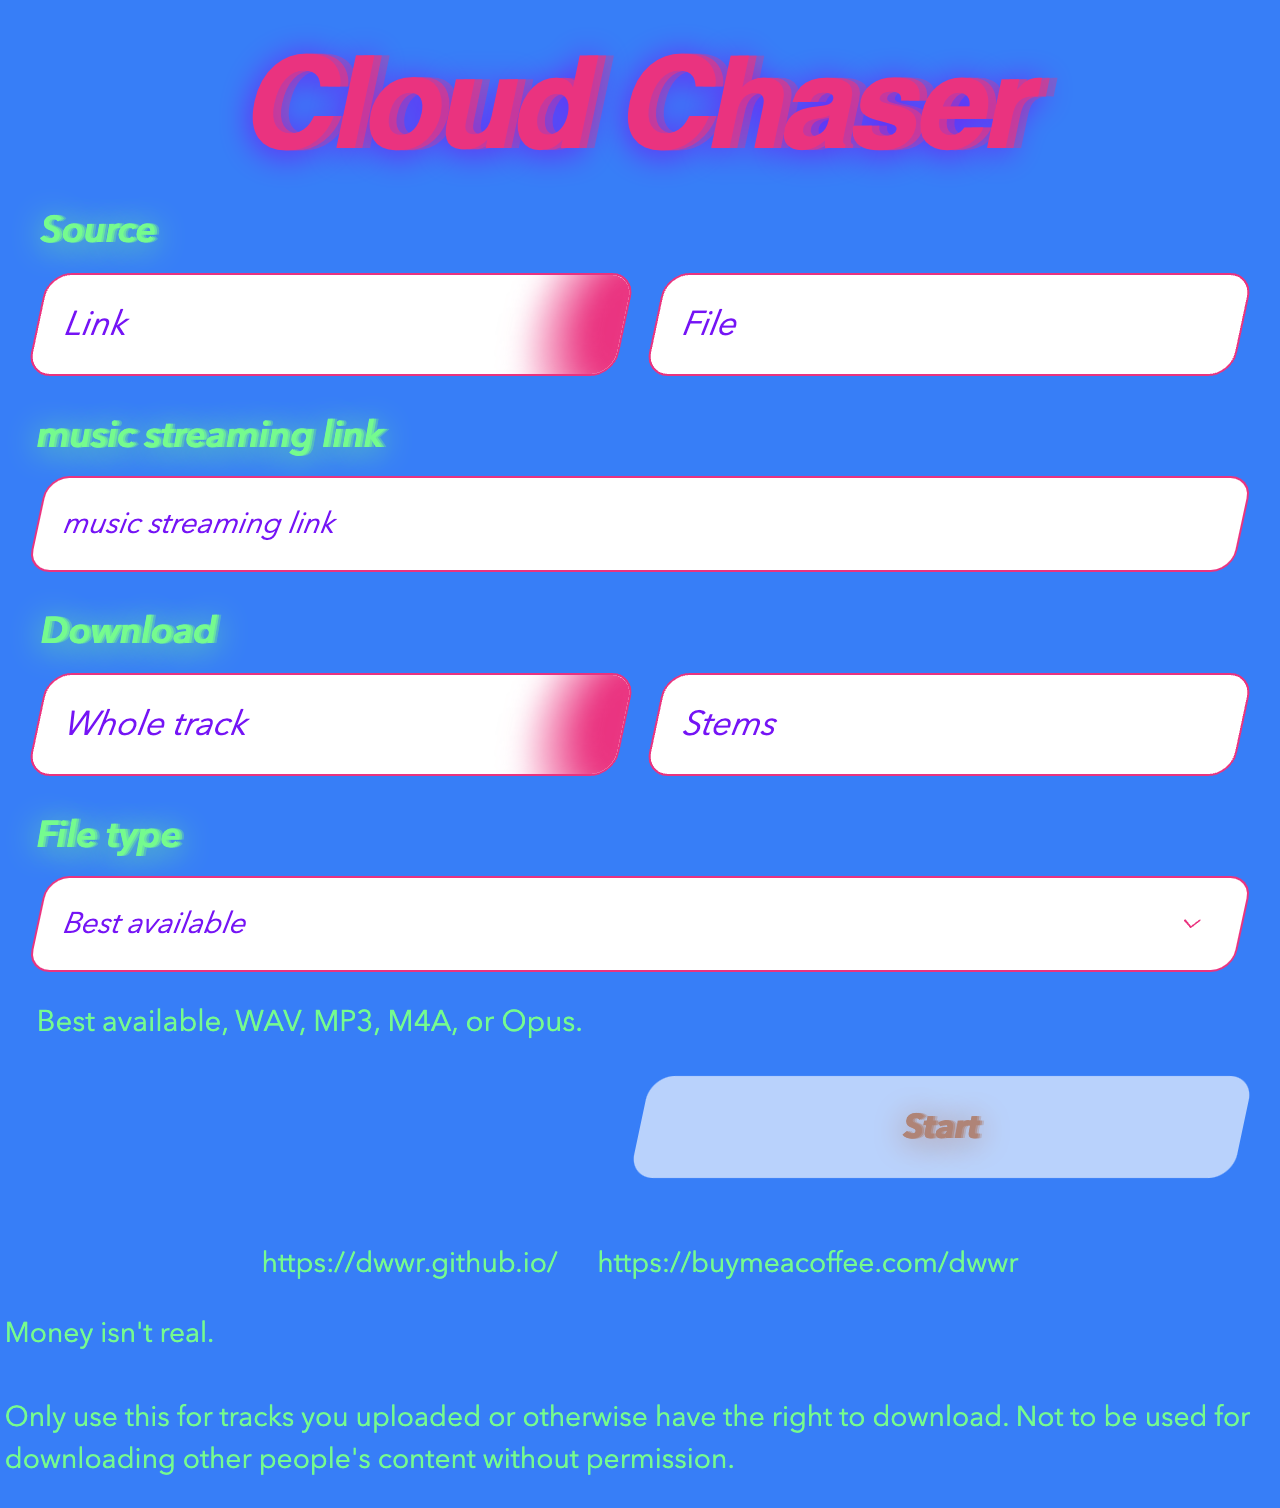 Cloud Chaser
Source
Link
File
music streaming link
music streaming link
Download
Whole track
Stems
File type
Best available
Best available, WAV, MP3, M4A, or Opus.
Start
https://dwwr.github.io/
https://buymeacoffee.com/dwwr
Money isn't real.
Only use this for tracks you uploaded or otherwise have the right to download. Not to be used for
downloading other people's content without permission.